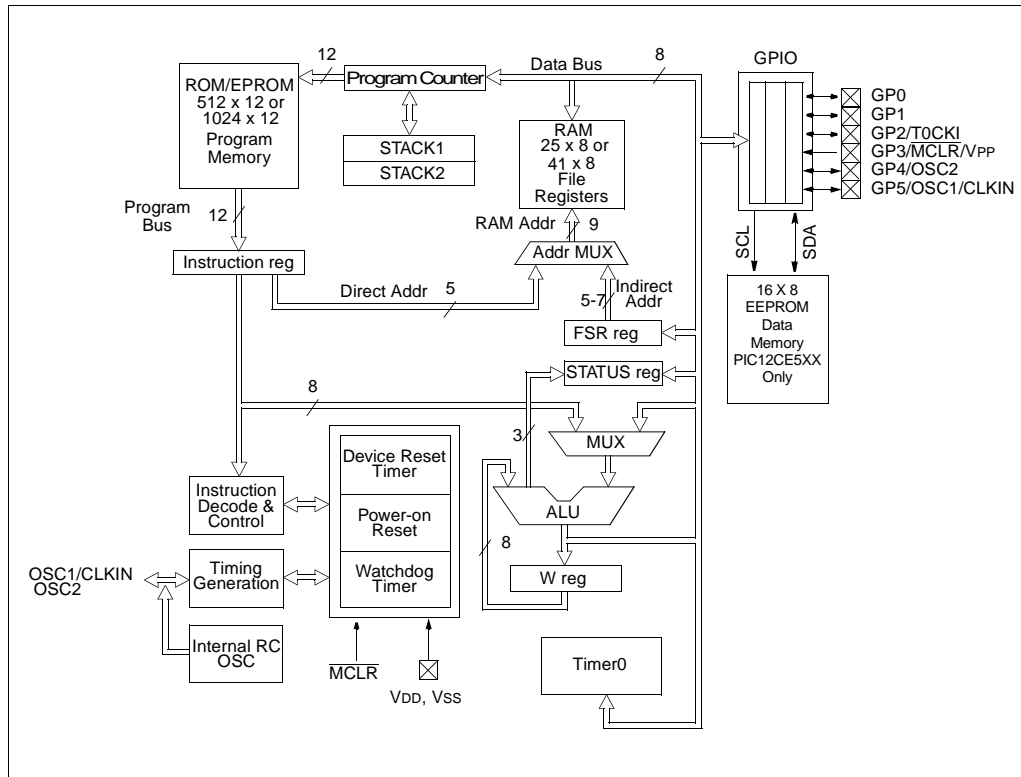 12
Data Bus
8
GPIO
ROM/EPROM
512 x 12 or
1024 x 12
Program
Memory
Program Counter
STACK1
STACK2
RAM
25 x 8 or
41 x 8
File
Registers
GP0
GP1
GP2/T0CKI
GP3/MCLR/VPP
GP4/OSC2
GP5/OSC1/CLKIN
Program
Bus
12
RAM Addr
9
Addr MUX
SCL
SDA
Instruction reg
Direct Addr
5
5-7
Indirect
Addr
FSR reg
16 X 8
EEPROM
Data
Memory
PIC12CE5XX
Only
STATUS reg
8
3
MUX
Device Reset
Timer
Power-on
Reset
Watchdog
Timer
Instruction
Decode &
Control
ALU
8
W reg
OSC1/CLKIN
OSC2
Timing
Generation
Internal RC
OSC
MCLR
VDD, VSS
Timer0